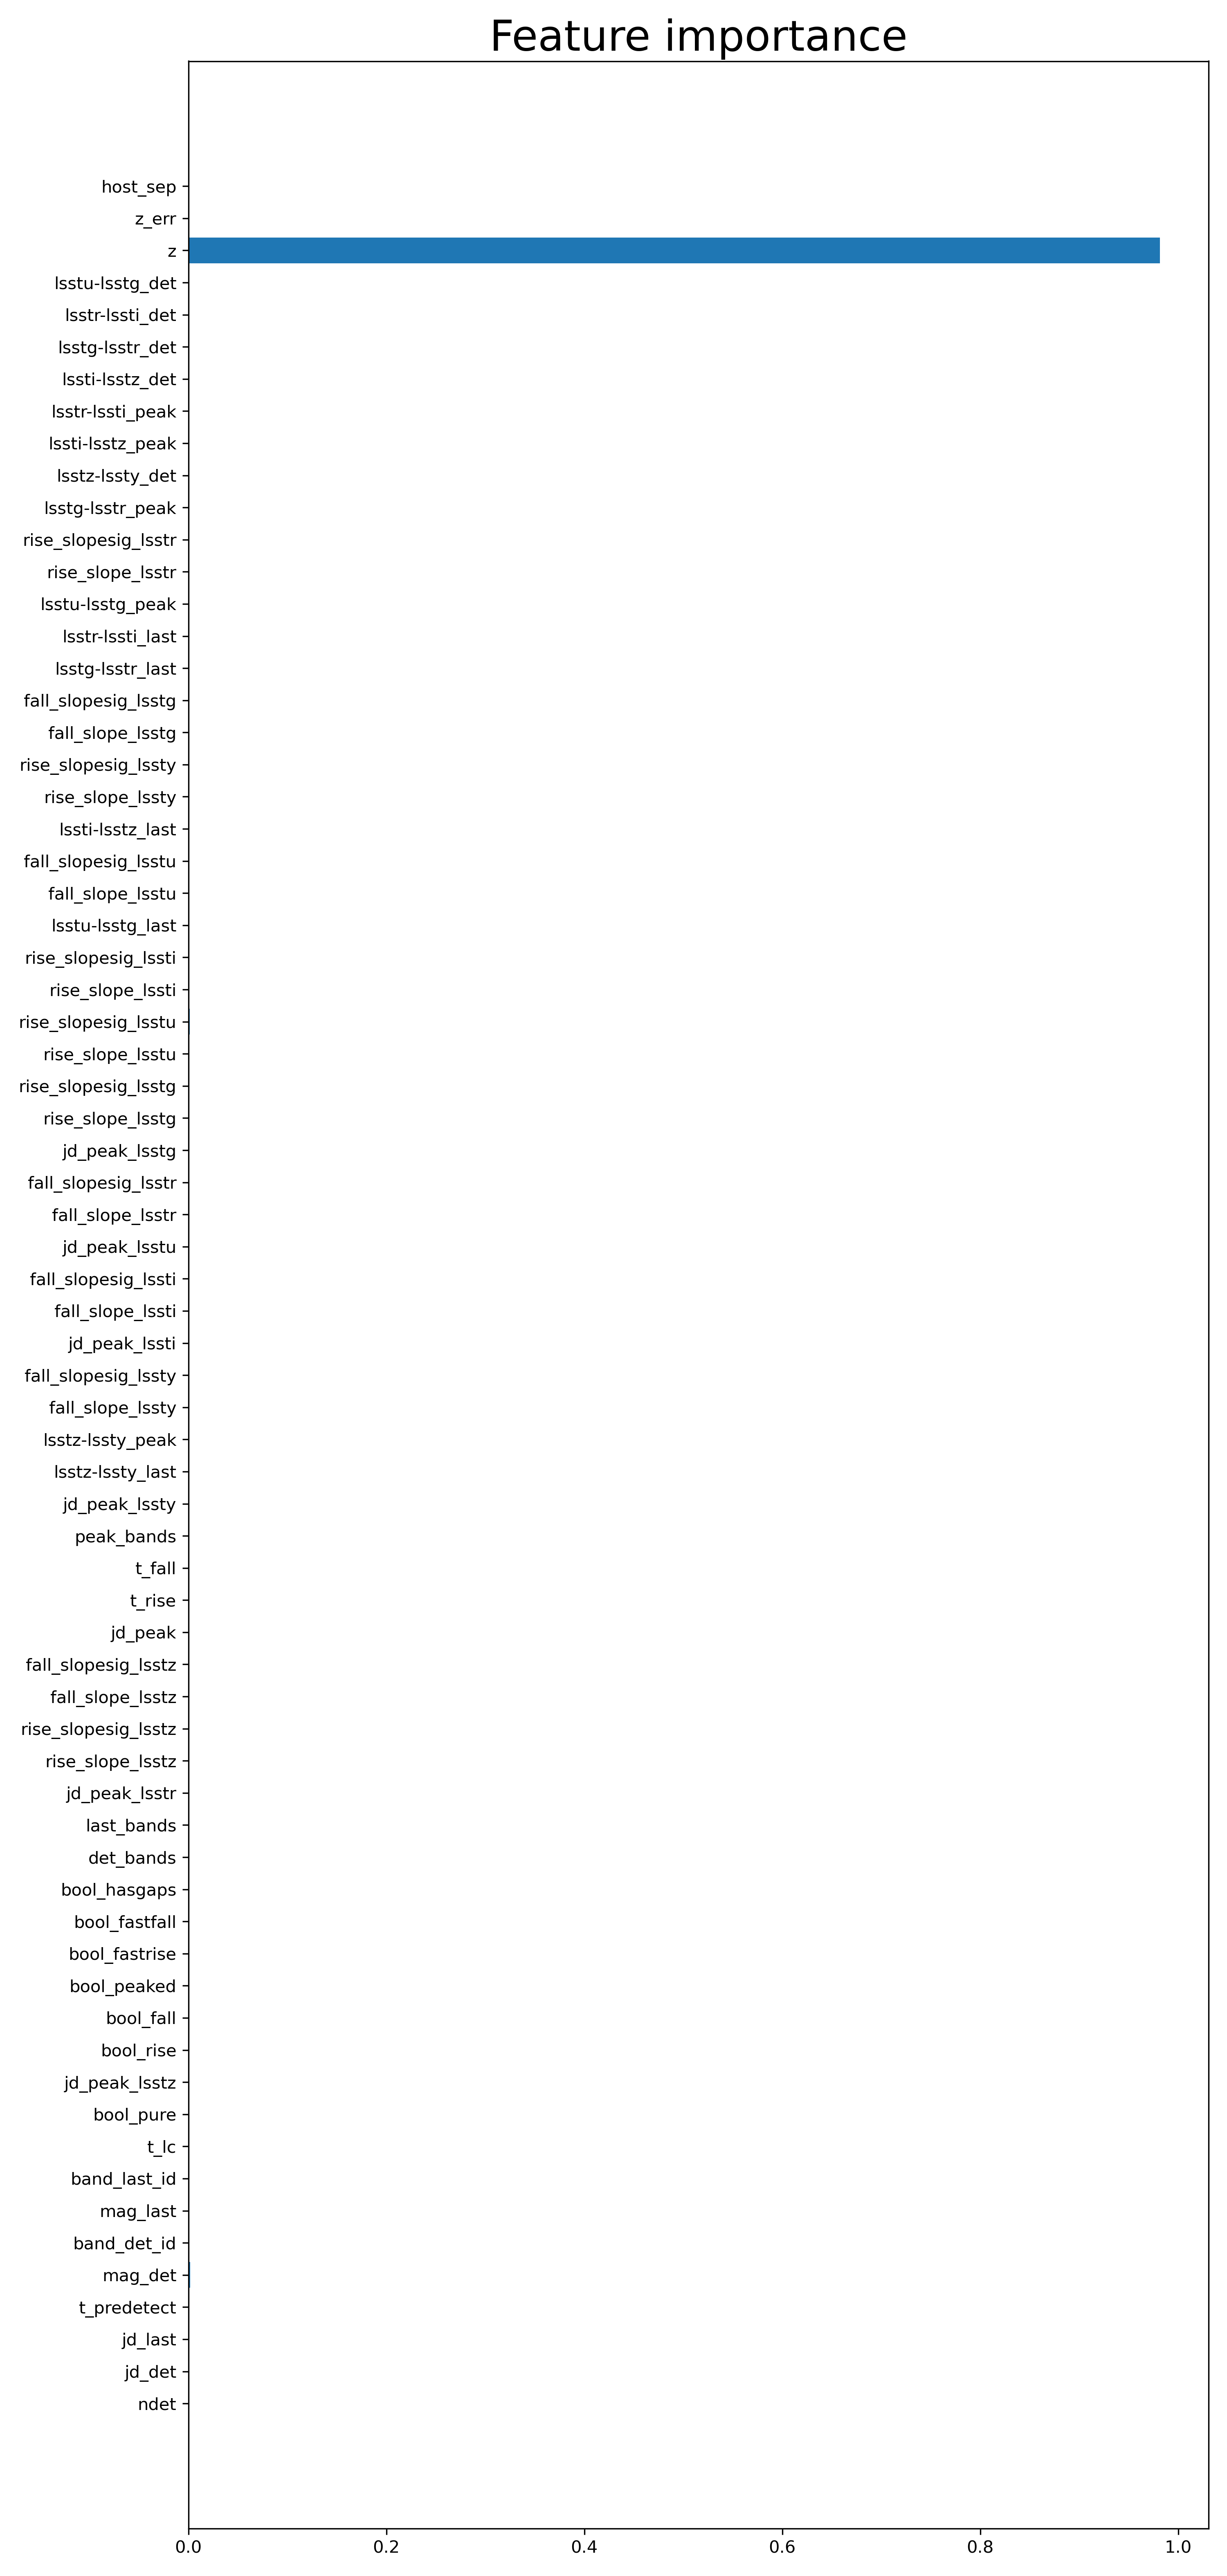 Feature importance
host_sep
z_err
z
lsstu-lsstg_det
lsstr-lssti_det
lsstg-lsstr_det
lssti-lsstz_det
lsstr-lssti_peak
lssti-lsstz_peak
lsstz-lssty_det
lsstg-lsstr_peak
rise_slopesig_lsstr
rise_slope_lsstr
lsstu-lsstg_peak
lsstr-lssti_last
lsstg-lsstr_last
fall_slopesig_lsstg
fall_slope_lsstg
rise_slopesig_lssty
rise_slope_lssty
lssti-lsstz_last
fall_slopesig_lsstu
fall_slope_lsstu
lsstu-lsstg_last
rise_slopesig_lssti
rise_slope_lssti
rise_slopesig_lsstu
rise_slope_lsstu
rise_slopesig_lsstg
rise_slope_lsstg
jd_peak_lsstg
fall_slopesig_lsstr
fall_slope_lsstr
jd_peak_lsstu
fall_slopesig_lssti
fall_slope_lssti
jd_peak_lssti
fall_slopesig_lssty
fall_slope_lssty
lsstz-lssty_peak
lsstz-lssty_last
jd_peak_lssty
peak_bands
t_fall
t_rise
jd_peak
fall_slopesig_lsstz
fall_slope_lsstz
rise_slopesig_lsstz
rise_slope_lsstz
jd_peak_lsstr
last_bands
det_bands
bool_hasgaps
bool_fastfall
bool_fastrise
bool_peaked
bool_fall
bool_rise
jd_peak_lsstz
bool_pure
t_lc
band_last_id
mag_last
band_det_id
mag_det
t_predetect
jd_last
jd_det
ndet
0.0 0.2 0.4 0.6 0.8 1.0